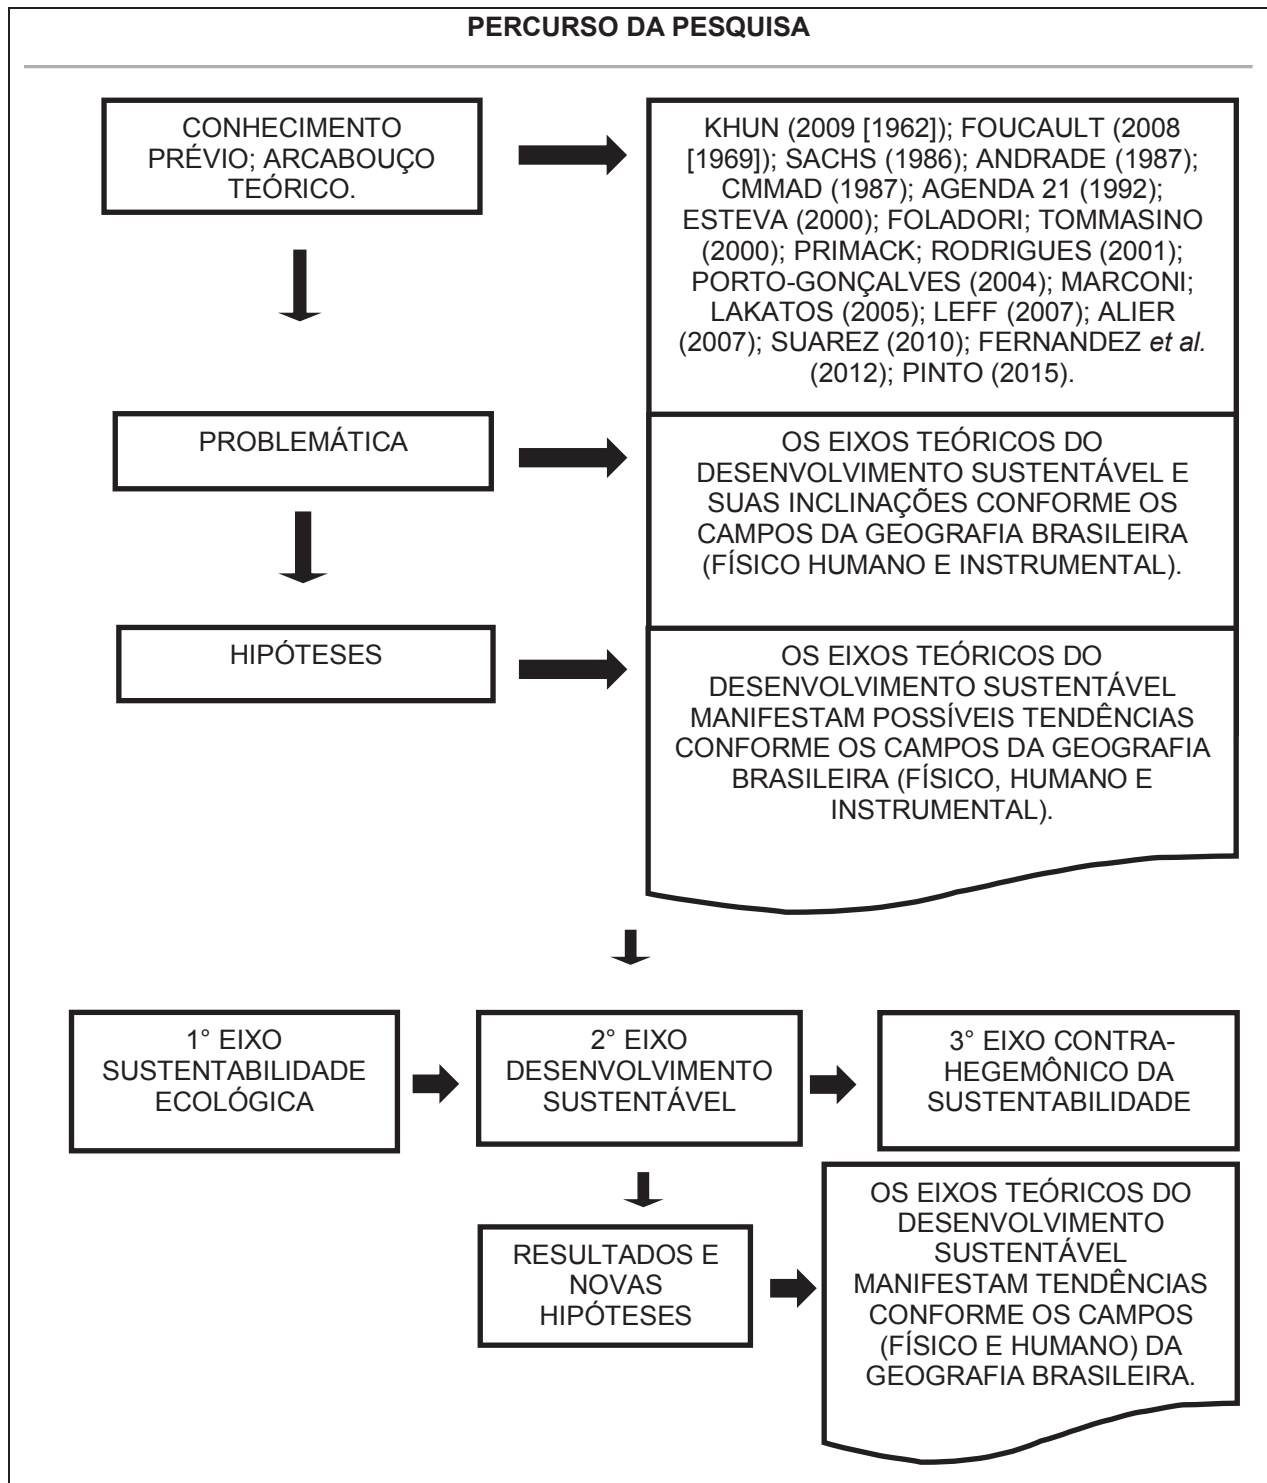 PERCURSO DA PESQUISA
CONHECIMENTO
PRÉVIO; ARCABOUÇO
TEÓRICO.
KHUN (2009 [1962]); FOUCAULT (2008
[1969]); SACHS (1986); ANDRADE (1987);
CMMAD (1987); AGENDA 21 (1992);
ESTEVA (2000); FOLADORI; TOMMASINO
(2000); PRIMACK; RODRIGUES (2001);
PORTO-GONÇALVES (2004); MARCONI;
LAKATOS (2005); LEFF (2007); ALIER
(2007); SUAREZ (2010); FERNANDEZ et al.
(2012); PINTO (2015).
PROBLEMÁTICA
OS EIXOS TEÓRICOS DO
DESENVOLVIMENTO SUSTENTÁVEL E
SUAS INCLINAÇÕES CONFORME OS
CAMPOS DA GEOGRAFIA BRASILEIRA
(FÍSICO HUMANO E INSTRUMENTAL).
HIPÓTESES
OS EIXOS TEÓRICOS DO
DESENVOLVIMENTO SUSTENTÁVEL
MANIFESTAM POSSÍVEIS TENDÊNCIAS
CONFORME OS CAMPOS DA GEOGRAFIA
BRASILEIRA (FÍSICO, HUMANO E
INSTRUMENTAL).
1° EIXO
SUSTENTABILIDADE
ECOLÓGICA
2° EIXO
DESENVOLVIMENTO
SUSTENTÁVEL
3° EIXO CONTRA-
HEGEMÔNICO DA
SUSTENTABILIDADE
RESULTADOS E
NOVAS
HIPÓTESES
OS EIXOS TEÓRICOS DO
DESENVOLVIMENTO
SUSTENTÁVEL
MANIFESTAM TENDÊNCIAS
CONFORME OS CAMPOS
(FÍSICO E HUMANO) DA
GEOGRAFIA BRASILEIRA.